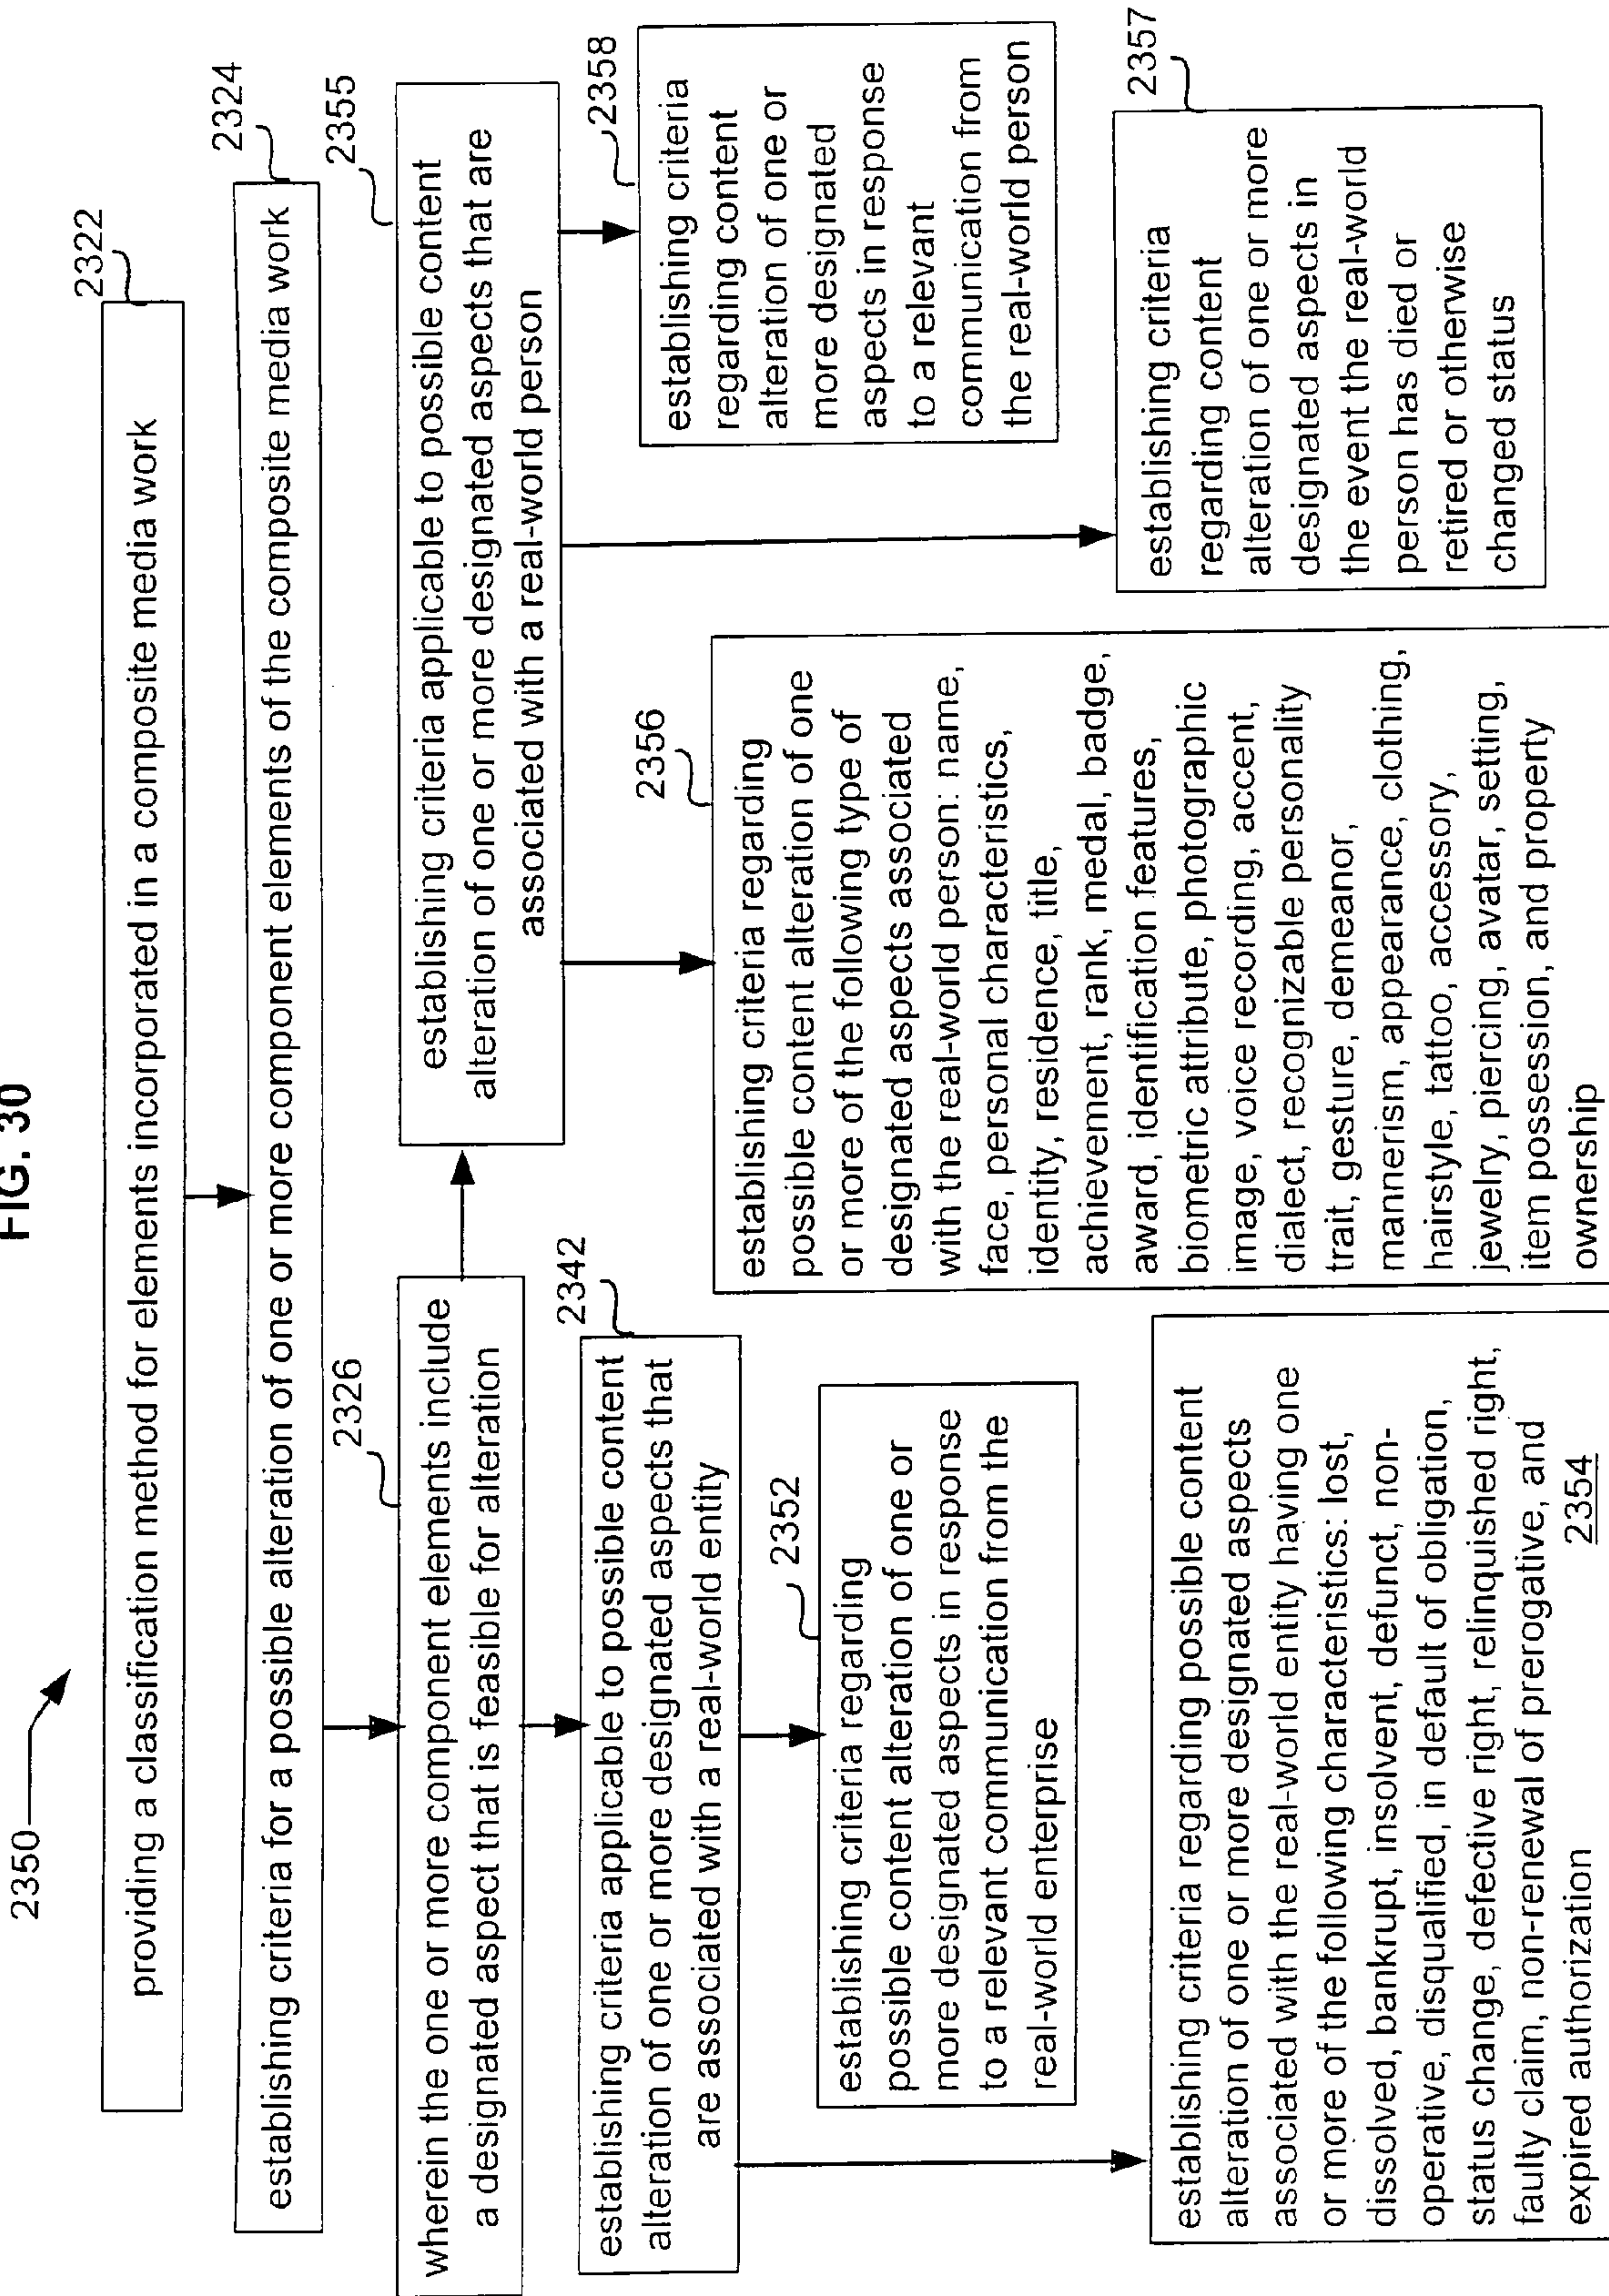 FIG. 30
2350
2322
providing a classification method for elements incorporated in a composite media work
2324
establishing criteria for a possible alteration of one or more component elements of the composite media work
2326
wherein the one or more component elements include
a designated aspect that is feasible for alteration
2355
establishing criteria applicable to possible content
alteration of one or more designated aspects that are
associated with a real-world person
2342
establishing criteria applicable to possible content
alteration of one or more designated aspects that
are associated with a real-world entity
2352
establishing criteria regarding
possible content alteration of one or
more designated aspects in response
to a relevant communication from the
real-world enterprise
establishing criteria regarding possible content
alteration of one or more designated aspects
associated with the real-world entity having one
or more of the following characteristics: lost,
dissolved, bankrupt, insolvent, defunct, non-
operative, disqualified, in default of obligation,
status change, defective right, relinquished right,
faulty claim, non-renewal of prerogative, and
expired authorization
2354
2356
establishing criteria regarding
possible content alteration of one
or more of the following type of
designated aspects associated
with the real-world person: name,
face, personal characteristics,
identity, residence, title,
achievement, rank, medal, badge,
award, identification features,
biometric attribute, photographic
image, voice recording, accent,
dialect, recognizable personality
trait, gesture, demeanor,
mannerism, appearance, clothing,
hairstyle, tattoo, accessory,
jewelry, piercing, avatar, setting,
item possession, and property
ownership
2358
establishing criteria
regarding content
alteration of one or
more designated
aspects in response
to a relevant
communication from
the real-world person
2357
establishing criteria
regarding content
alteration of one or more
designated aspects in
the event the real-world
person has died or
retired or otherwise
changed status